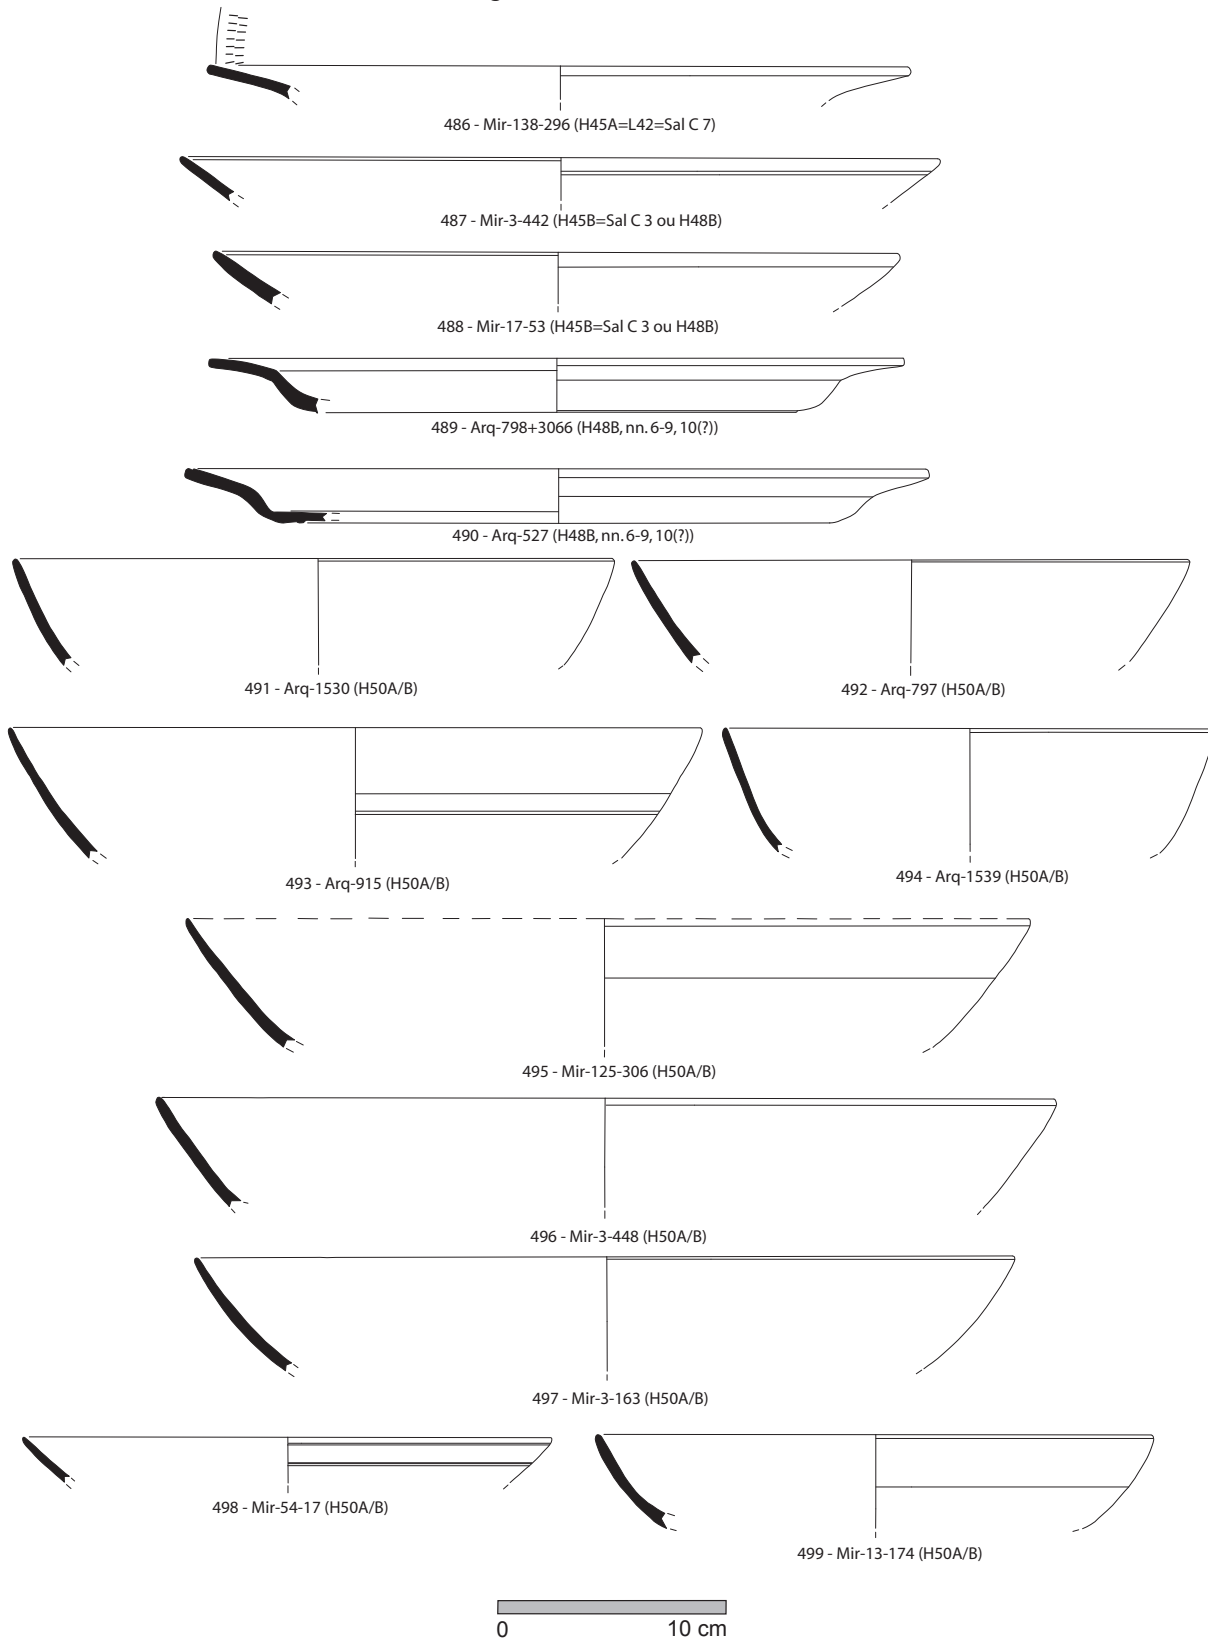 486 - Mir-138-296 (H45A=L42=Sal C 7)
487 - Mir-3-442 (H45B=Sal C 3 ou H48B)
488 - Mir-17-53 (H45B=Sal C 3 ou H48B)
489 - Arq-798+3066 (H48B, nn. 6-9, 10(?))
490 - Arq-527 (H48B, nn. 6-9, 10(?))
491 - Arq-1530 (H50A/B)
492 - Arq-797 (H50A/B)
493 - Arq-915 (H50A/B)
494 - Arq-1539 (H50A/B)
495 - Mir-125-306 (H50A/B)
496 - Mir-3-448 (H50A/B)
497 - Mir-3-163 (H50A/B)
498 - Mir-54-17 (H50A/B)
499 - Mir-13-174 (H50A/B)
0 10 cm